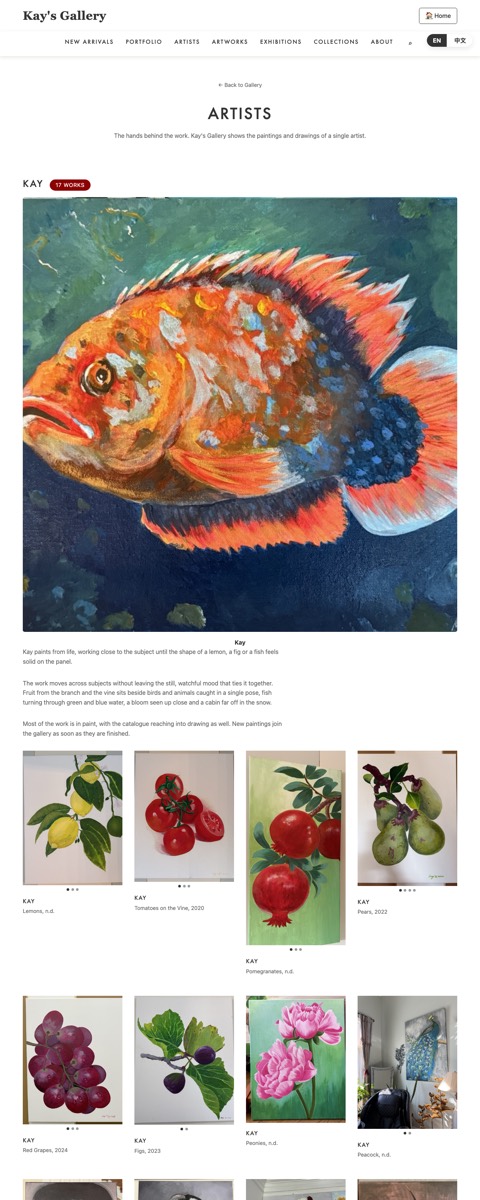 Kay's Gallery
🏠 Home
NEW ARRIVALS PORTFOLIO ARTISTS ARTWORKS EXHIBITIONS COLLECTIONS ABOUT
EN 中文
← Back to Gallery
ARTISTS
The hands behind the work. Kay's Gallery shows the paintings and drawings of a single artist.
KAY 17 WORKS
Kay
Kay paints from life, working close to the subject until the shape of a lemon, a fig or a fish feels
solid on the panel.
The work moves across subjects without leaving the still, watchful mood that ties it together.
Fruit from the branch and the vine sits beside birds and animals caught in a single pose, fish
turning through green and blue water, a bloom seen up close and a cabin far off in the snow.
Most of the work is in paint, with the catalogue reaching into drawing as well. New paintings join
the gallery as soon as they are finished.
KAY
Lemons, n.d.
KAY
Tomatoes on the Vine, 2020
KAY
Pomegranates, n.d.
KAY
Pears, 2022
KAY
Red Grapes, 2024
KAY
Figs, 2023
KAY
Peonies, n.d.
KAY
Peacock, n.d.